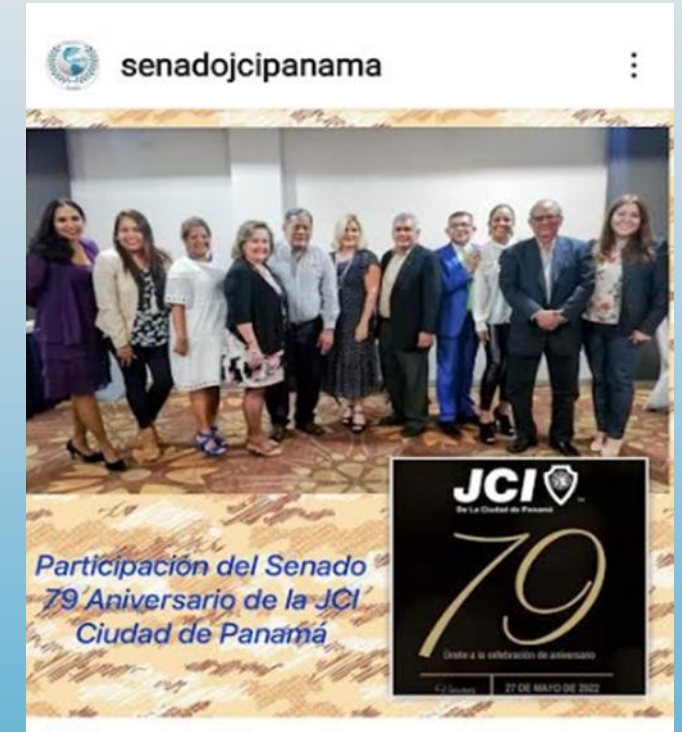 senadojcipanama
JCI
De La Ciudad de Panamá
79
Únete a la celebración de aniversario
27 DE MAYO DE 2022
Participación del Senado
79 Aniversario de la JCI
Ciudad de Panamá